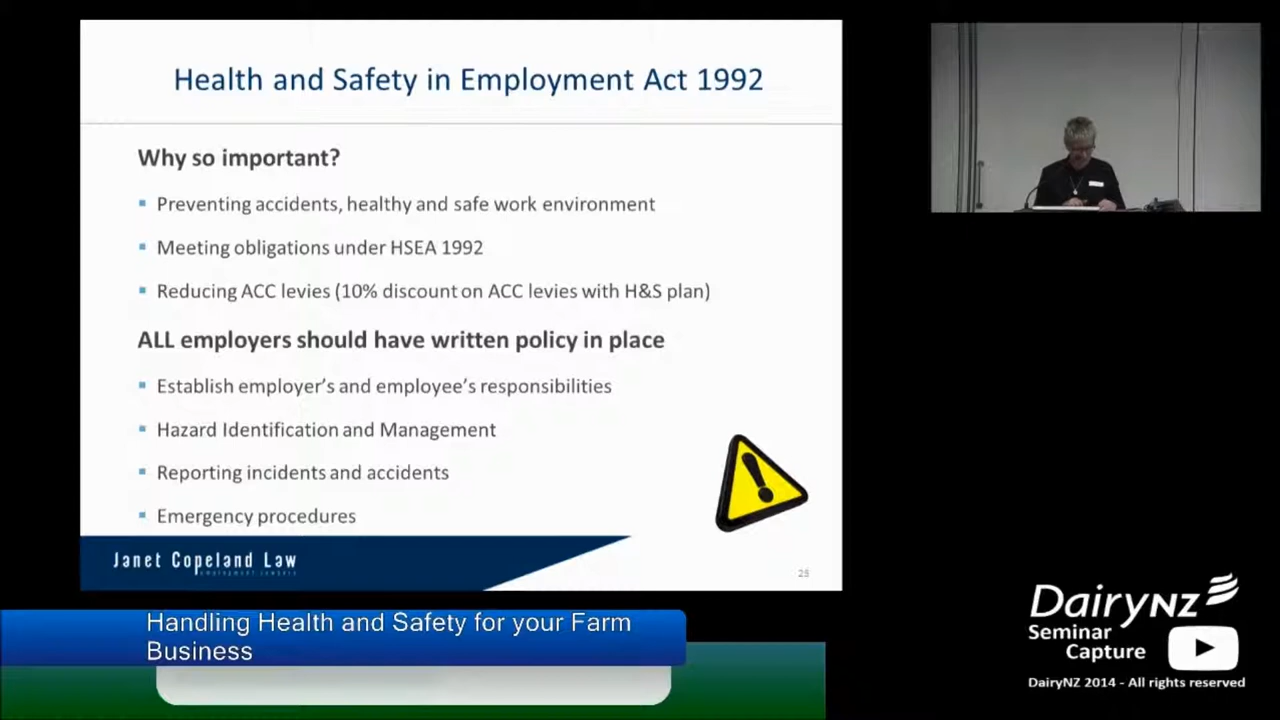 Health and Safety in Employment Act 1992
Why so important?
Preventing accidents, healthy and safe work environment
Meeting obligations under HSEA 1992
Reducing ACC levies (10% discount on ACC levies with H&S plan)
ALL employers should have written policy in place
Establish employer's and employee's responsibilities
Hazard Identification and Management
Reporting incidents and accidents
Emergency procedures
Janet Copeland Law
employment lawyers
25
Handling Health and Safety for your Farm
Business
DairyNZ
Seminar
Capture
DairyNZ 2014 - All rights reserved